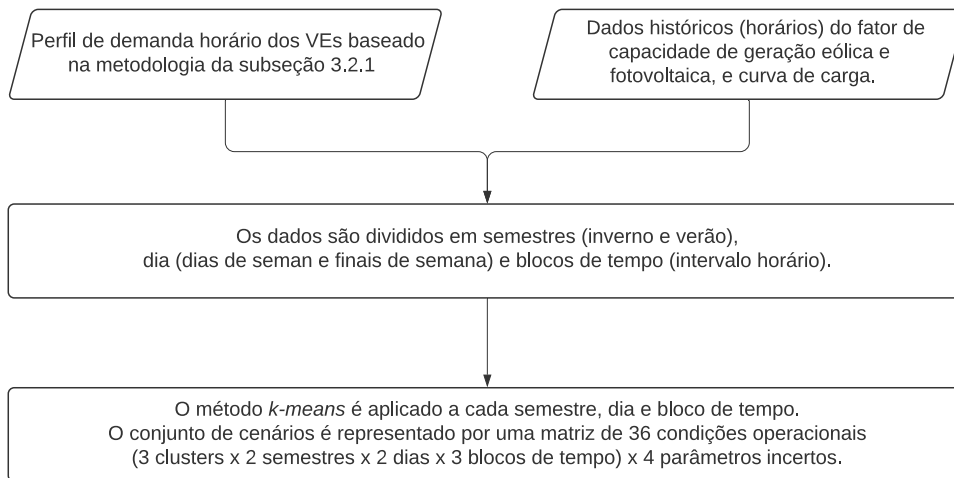 Perfil de demanda horário dos VEs baseado
na metodologia da subseção 3.2.1
Dados históricos (horários) do fator de
capacidade de geração eólica e
fotovoltaica, e curva de carga.
Os dados são divididos em semestres (inverno e verão),
dia (dias de seman e finais de semana) e blocos de tempo (intervalo horário).
O método k-means é aplicado a cada semestre, dia e bloco de tempo.
O conjunto de cenários é representado por uma matriz de 36 condições operacionais
(3 clusters x 2 semestres x 2 dias x 3 blocos de tempo) x 4 parâmetros incertos.